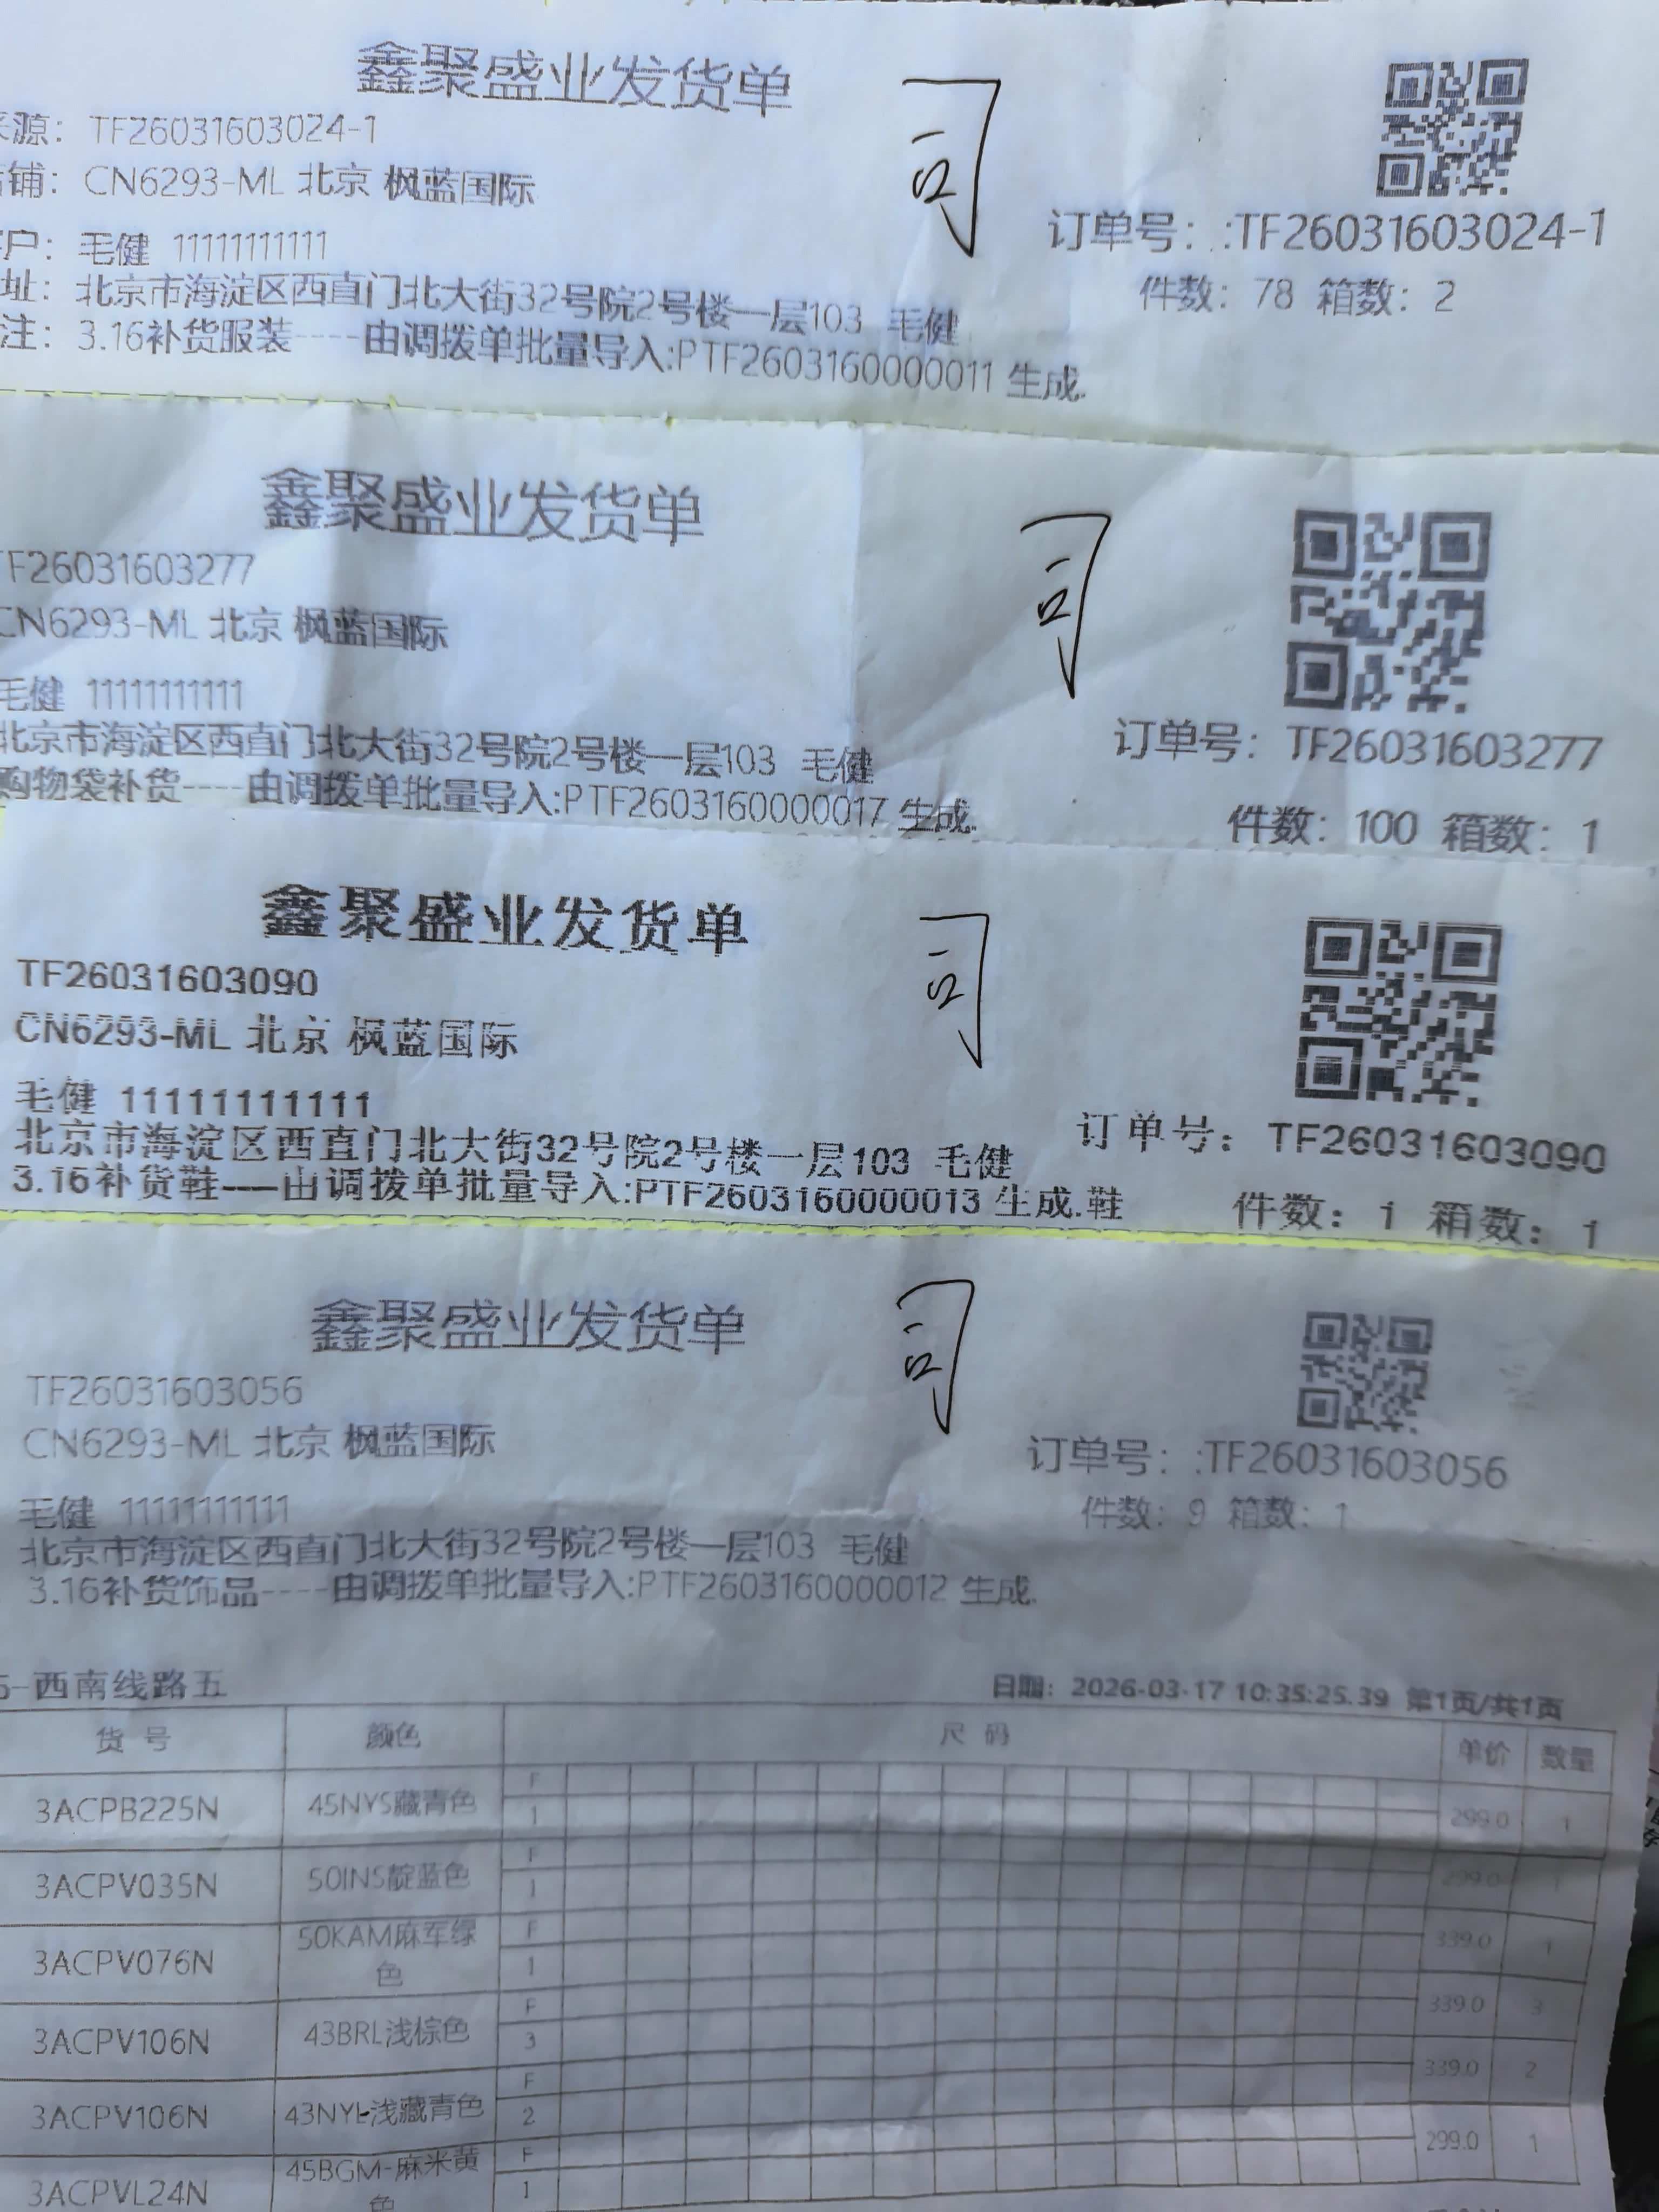 鑫聚盛业发货单
司
源: TF26031603024-1
铺: CN6293-ML 北京 枫蓝国际
户: 毛健 11111111111
订单号: :TF26031603024-1
址: 北京市海淀区西直门北大街32号院2号楼一层103 毛健
件数: 78 箱数: 2
注: 3.16补货服装----由调拨单批量导入:PTF2603160000011 生成.
鑫聚盛业发货单
司
TF26031603277
CN6293-ML 北京 枫蓝国际
毛健 11111111111
订单号: TF26031603277
北京市海淀区西直门北大街32号院2号楼一层103 毛健
购物袋补货----由调拨单批量导入:PTF2603160000017 生成.
件数: 100 箱数: 1
鑫聚盛业发货单
司
TF26031603090
CN6293-ML 北京 枫蓝国际
毛健 11111111111
订单号: TF26031603090
北京市海淀区西直门北大街32号院2号楼一层103 毛健
3.16补货鞋----由调拨单批量导入:PTF2603160000013 生成.鞋
件数: 1 箱数: 1
鑫聚盛业发货单
司
TF26031603056
CN6293-ML 北京 枫蓝国际
订单号: :TF26031603056
毛健 11111111111
件数: 9 箱数: 1
北京市海淀区西直门北大街32号院2号楼一层103 毛健
3.16补货饰品----由调拨单批量导入:PTF2603160000012 生成.
-西南线路五
日期: 2026-03-17 10:35:25.39 第1页/共1页
货号 颜色 尺码 单价 数量
3ACPB225N 45NYS藏青色 F 1 299.0 1
3ACPV035N 50INS靛蓝色 F 1 299.0 1
3ACPV076N 50KAM麻军绿色 F 1 339.0 1
3ACPV106N 43BRL浅棕色 F 3 339.0 3
3ACPV106N 43NYL-浅藏青色 F 2 339.0 2
3ACPVL24N 45BGM-麻米黄色 F 1 299.0 1